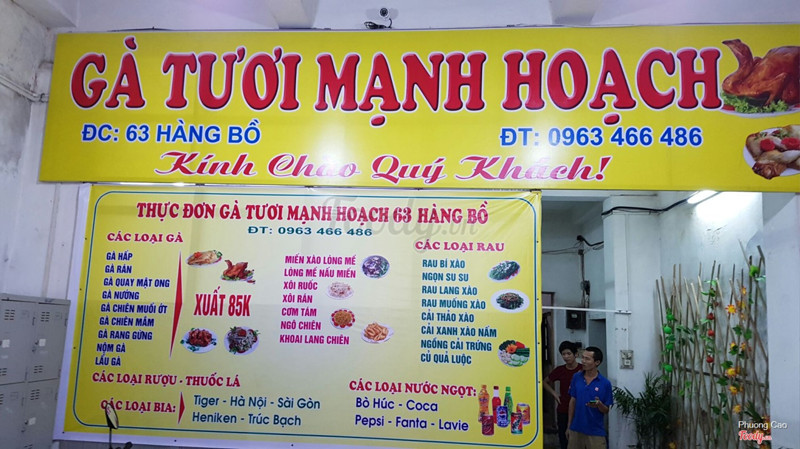 GÀ TƯƠI MẠNH HOẠCH
ĐC: 63 HÀNG BỒ
ĐT: 0963 466 486
Kính Chào Quý Khách!
THỰC ĐƠN GÀ TƯƠI MẠNH HOẠCH 63 HÀNG BỒ
ĐT: 0963 466 486
CÁC LOẠI GÀ
GÀ HẤP
GÀ RÁN
GÀ QUAY MẬT ONG
GÀ NƯỚNG
GÀ CHIÊN MUỐI ỚT
GÀ CHIÊN MẮM
GÀ RANG GỪNG
NỘM GÀ
LẨU GÀ
XUẤT 85K
MIẾN XÀO LÒNG MỀ
LÒNG MỀ NẤU MIẾN
XÔI RUỐC
XÔI RÁN
CƠM TÁM
NGÔ CHIÊN
KHOAI LANG CHIÊN
CÁC LOẠI RAU
RAU BÍ XÀO
NGỌN SU SU
RAU LANG XÀO
RAU MUỐNG XÀO
CẢI THẢO XÀO
CẢI XANH XÀO NẤM
NGỒNG CẢI TRỨNG
CỦ QUẢ LUỘC
CÁC LOẠI RƯỢU - THUỐC LÁ
CÁC LOẠI BIA:
Tiger - Hà Nội - Sài Gòn
Heniken - Trúc Bạch
CÁC LOẠI NƯỚC NGỌT:
Bò Húc - Coca
Pepsi - Fanta - Lavie
Foody.vn
Phuong Cao
Foody.vn